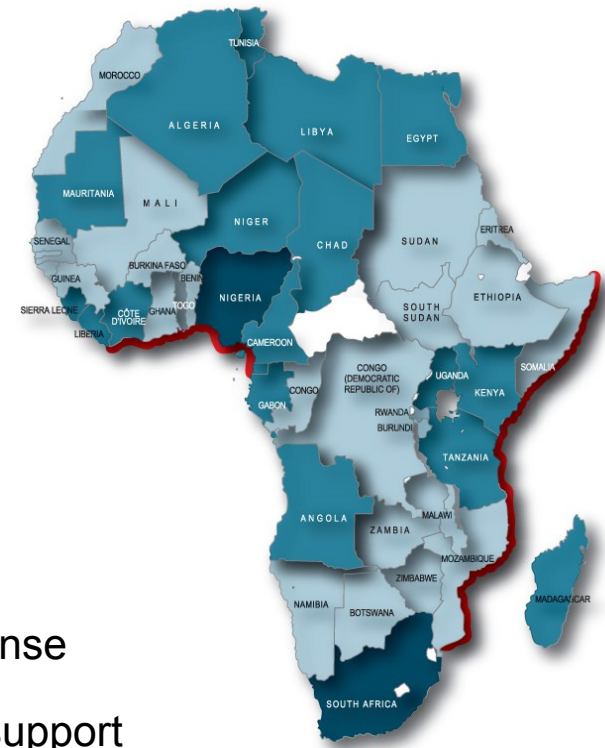 TUNISIA
MOROCCO
ALGERIA
LIBYA
EGYPT
MAURITANIA
MALI
NIGER
CHAD
SUDAN
ERITREA
SENEGAL
BURKINA FASO
GUINEA
BENIN
NIGERIA
ETHIOPIA
SIERRA LEONE
CÔTE
D'IVOIRE
GHANA
TOGO
SOUTH
SUDAN
LIBERIA
CAMEROON
SOMALIA
CONGO
(DEMOCRATIC
REPUBLIC OF)
UGANDA
KENYA
GABON
CONGO
RWANDA
BURUNDI
TANZANIA
ANGOLA
MALAWI
ZAMBIA
MOZAMBIQUE
ZIMBABWE
NAMIBIA
BOTSWANA
MADAGASCAR
nse
SOUTH AFRICA
support